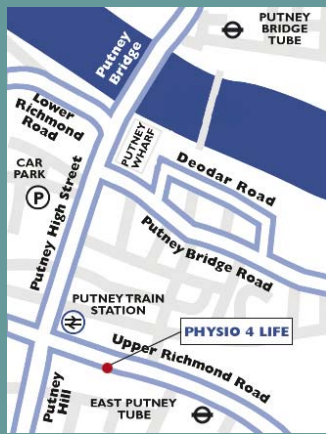 PUTNEY
BRIDGE
TUBE
Putney
Bridge
Lower
Richmond
Road
PUTNEY
WHARF
Deodar Road
CAR
PARK
P
Putney High Street
Putney Bridge Road
PUTNEY TRAIN
STATION
PHYSIO 4 LIFE
Upper Richmond Road
Putney
Hill
EAST PUTNEY
TUBE